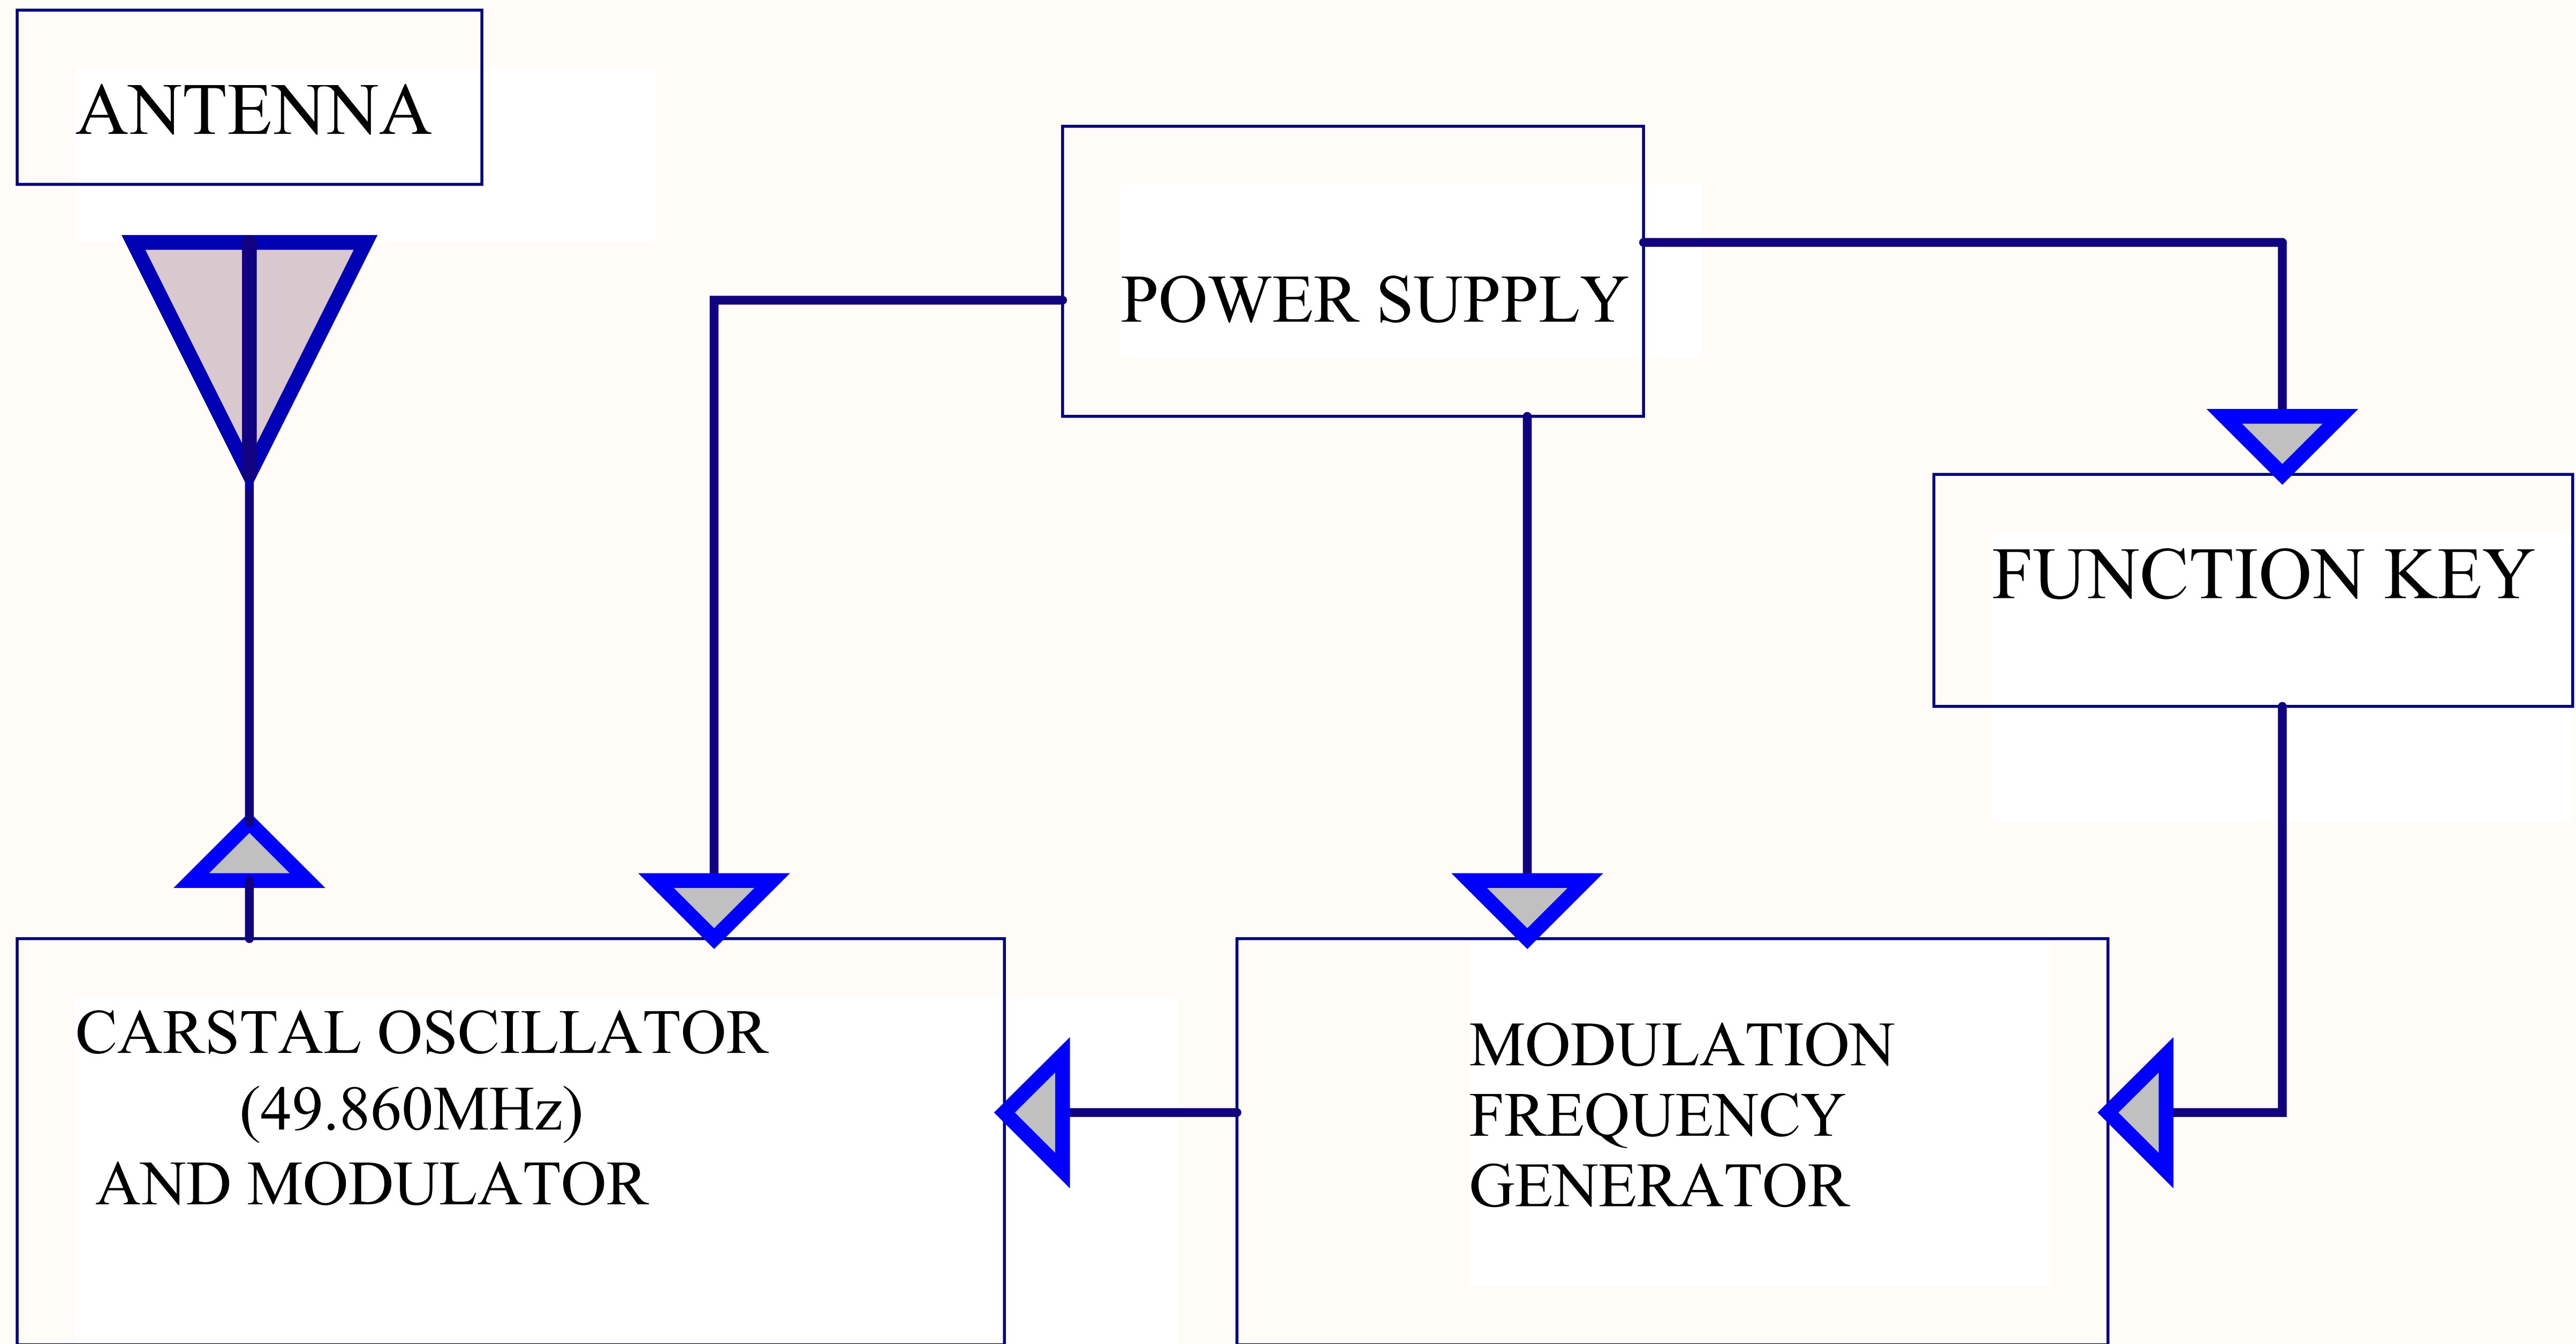 ANTENNA
POWER SUPPLY
FUNCTION KEY
CARSTAL OSCILLATOR
(49.860MHz)
AND MODULATOR
MODULATION
FREQUENCY
GENERATOR